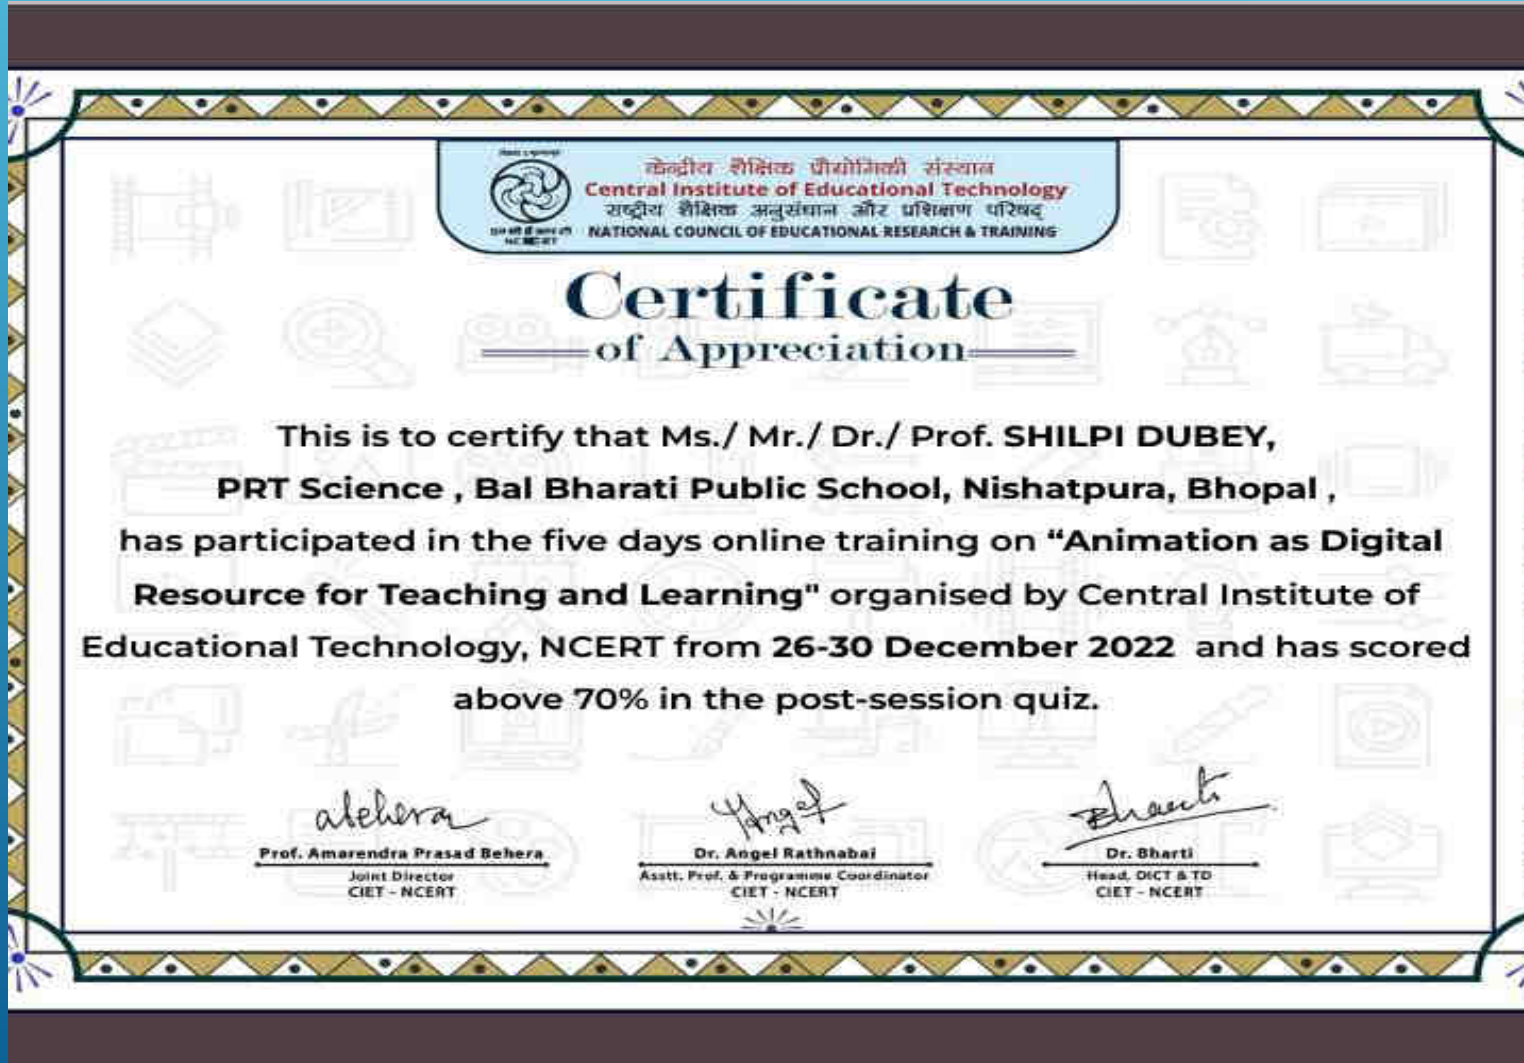 केन्द्रीय शैक्षिक प्रौद्योगिकी संस्थान
Central Institute of Educational Technology
राष्ट्रीय शैक्षिक अनुसंधान और प्रशिक्षण परिषद्
NATIONAL COUNCIL OF EDUCATIONAL RESEARCH & TRAINING
Certificate
of Appreciation
This is to certify that Ms./ Mr./ Dr./ Prof. SHILPI DUBEY,
PRT Science , Bal Bharati Public School, Nishatpura, Bhopal ,
has participated in the five days online training on “Animation as Digital
Resource for Teaching and Learning" organised by Central Institute of
Educational Technology, NCERT from 26-30 December 2022 and has scored
above 70% in the post-session quiz.
Prof. Amarendra Prasad Behera
Joint Director
CIET - NCERT
Dr. Angel Rathnabai
Asstt. Prof. & Programme Coordinator
CIET - NCERT
Bharti
Dr. Bharti
Head, DICT & TD
CIET - NCERT